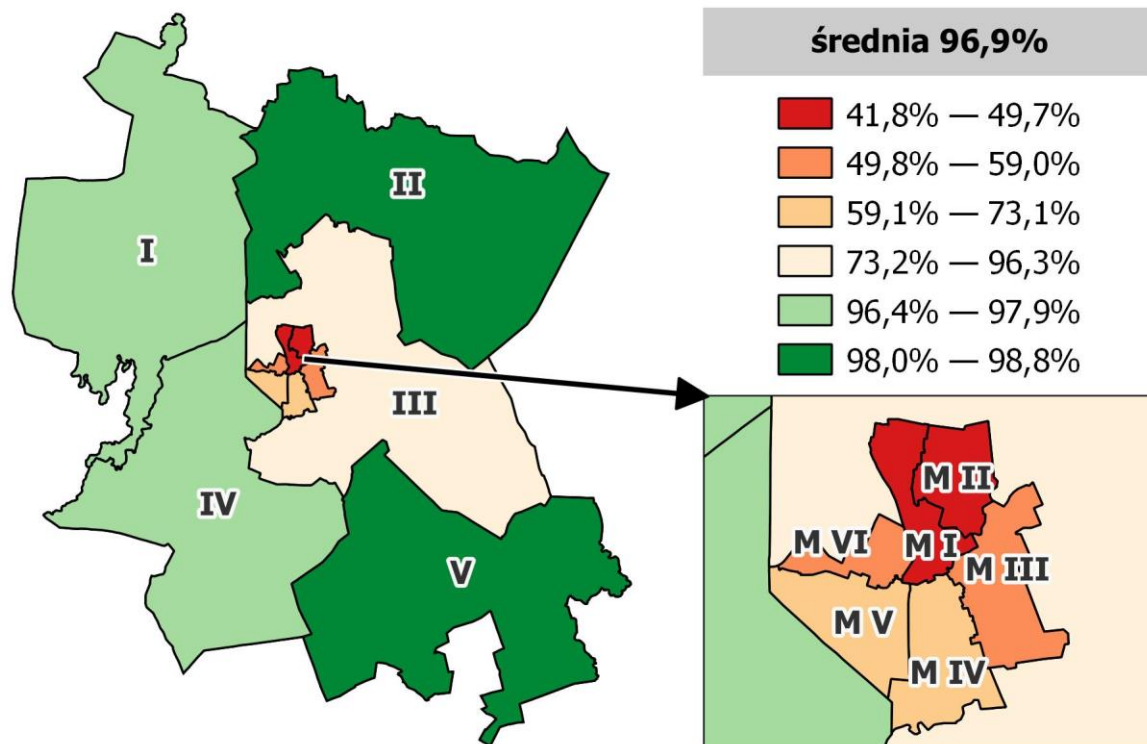 średnia 96,9%
41,8% — 49,7%
49,8% — 59,0%
59,1% — 73,1%
73,2% — 96,3%
96,4% — 97,9%
98,0% — 98,8%
I
II
III
IV
V
M II
M VI
M I
M III
M V
M IV